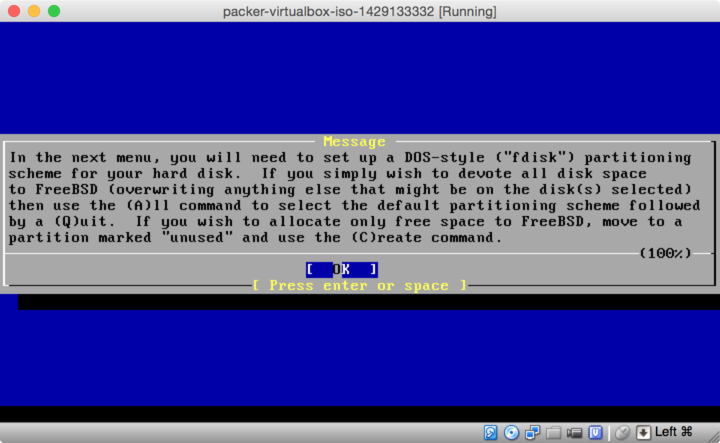 packer-virtualbox-iso-1429133332 [Running]
Message
In the next menu, you will need to set up a DOS-style ("fdisk") partitioning
scheme for your hard disk.  If you simply wish to devote all disk space
to FreeBSD (overwriting anything else that might be on the disk(s) selected)
then use the (A)ll command to select the default partitioning scheme followed
by a (Q)uit.  If you wish to allocate only free space to FreeBSD, move to a
partition marked "unused" and use the (C)reate command.
(100%)
[  OK  ]
[ Press enter or space ]
Left ⌘